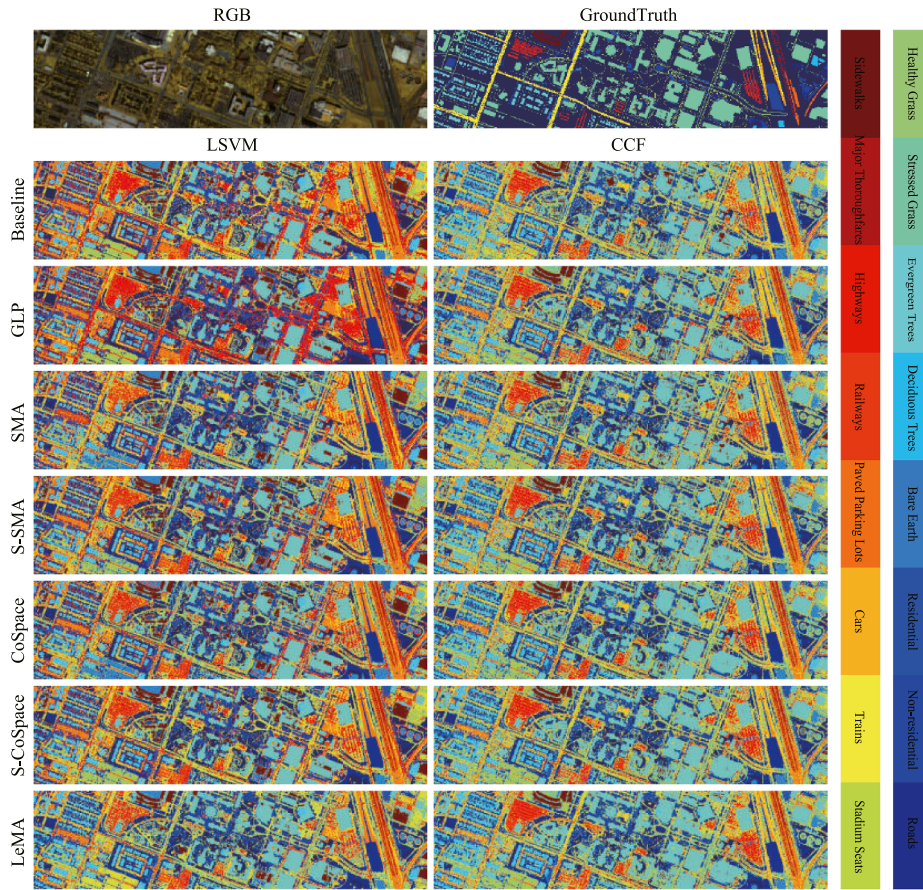 RGB
GroundTruth
LSVM
CCF
Baseline
GLP
SMA
S-SMA
CoSpace
S-CoSpace
LeMA
Sidewalks
Major Thoroughfares
Highways
Railways
Paved Parking Lots
Cars
Trains
Stadium Seats
Healthy Grass
Stressed Grass
Evergreen Trees
Deciduous Trees
Bare Earth
Residential
Non-residential
Roads